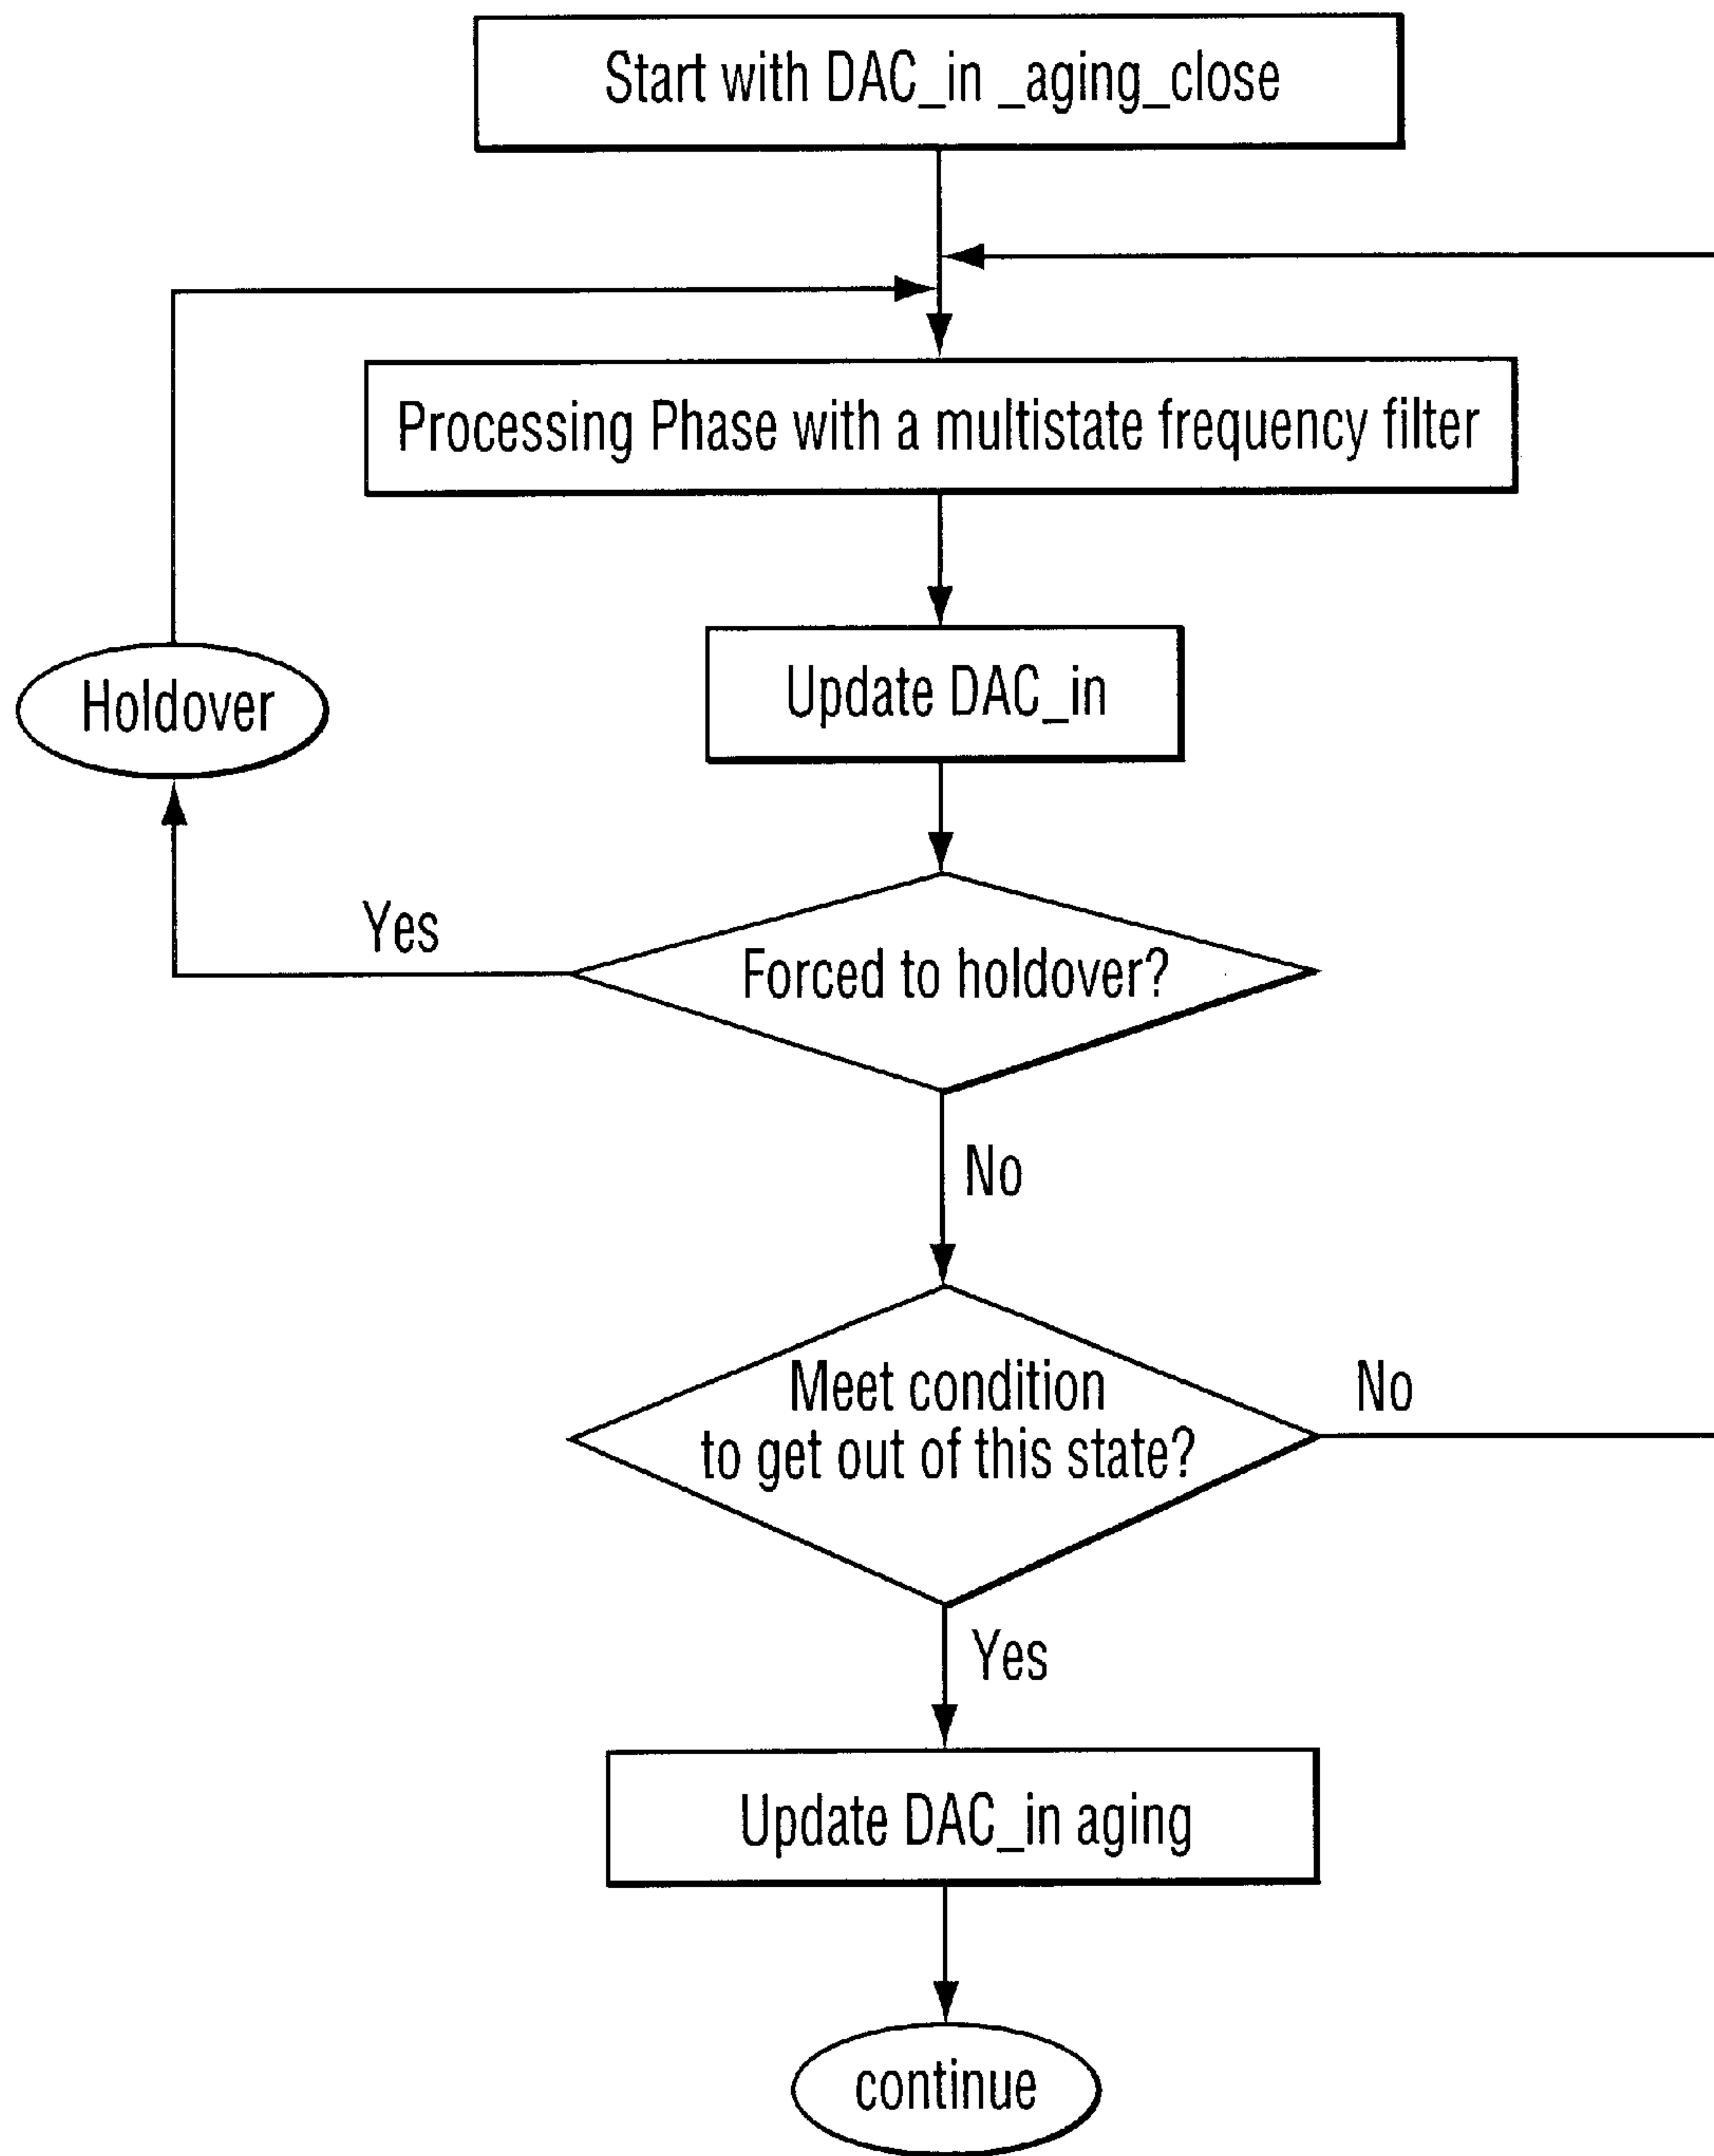 Start with DAC_in _aging_close
Processing Phase with a multistate frequency filter
Holdover
Update DAC_in
Yes
Forced to holdover?
No
Meet condition
to get out of this state?
No
Yes
Update DAC_in aging
continue